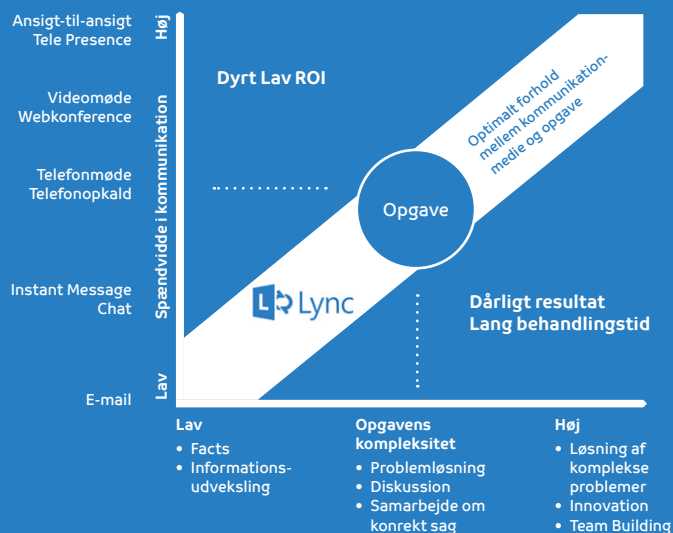 Ansigt-til-ansigt
Tele Presence
Videomøde
Webkonference
Telefonmøde
Telefonopkald
Instant Message
Chat
E-mail
Høj
Spændvidde i kommunikation
Lav
Dyrt Lav ROI
Optimalt forhold
mellem kommunikation-
medie og opgave
Opgave
Lync
Dårligt resultat
Lang behandlingstid
Lav
• Facts
• Informations-
udveksling
Opgavens
kompleksitet
• Problemløsning
• Diskussion
• Samarbejde om
konrekt sag
Høj
• Løsning af
komplekse
problemer
• Innovation
• Team Building